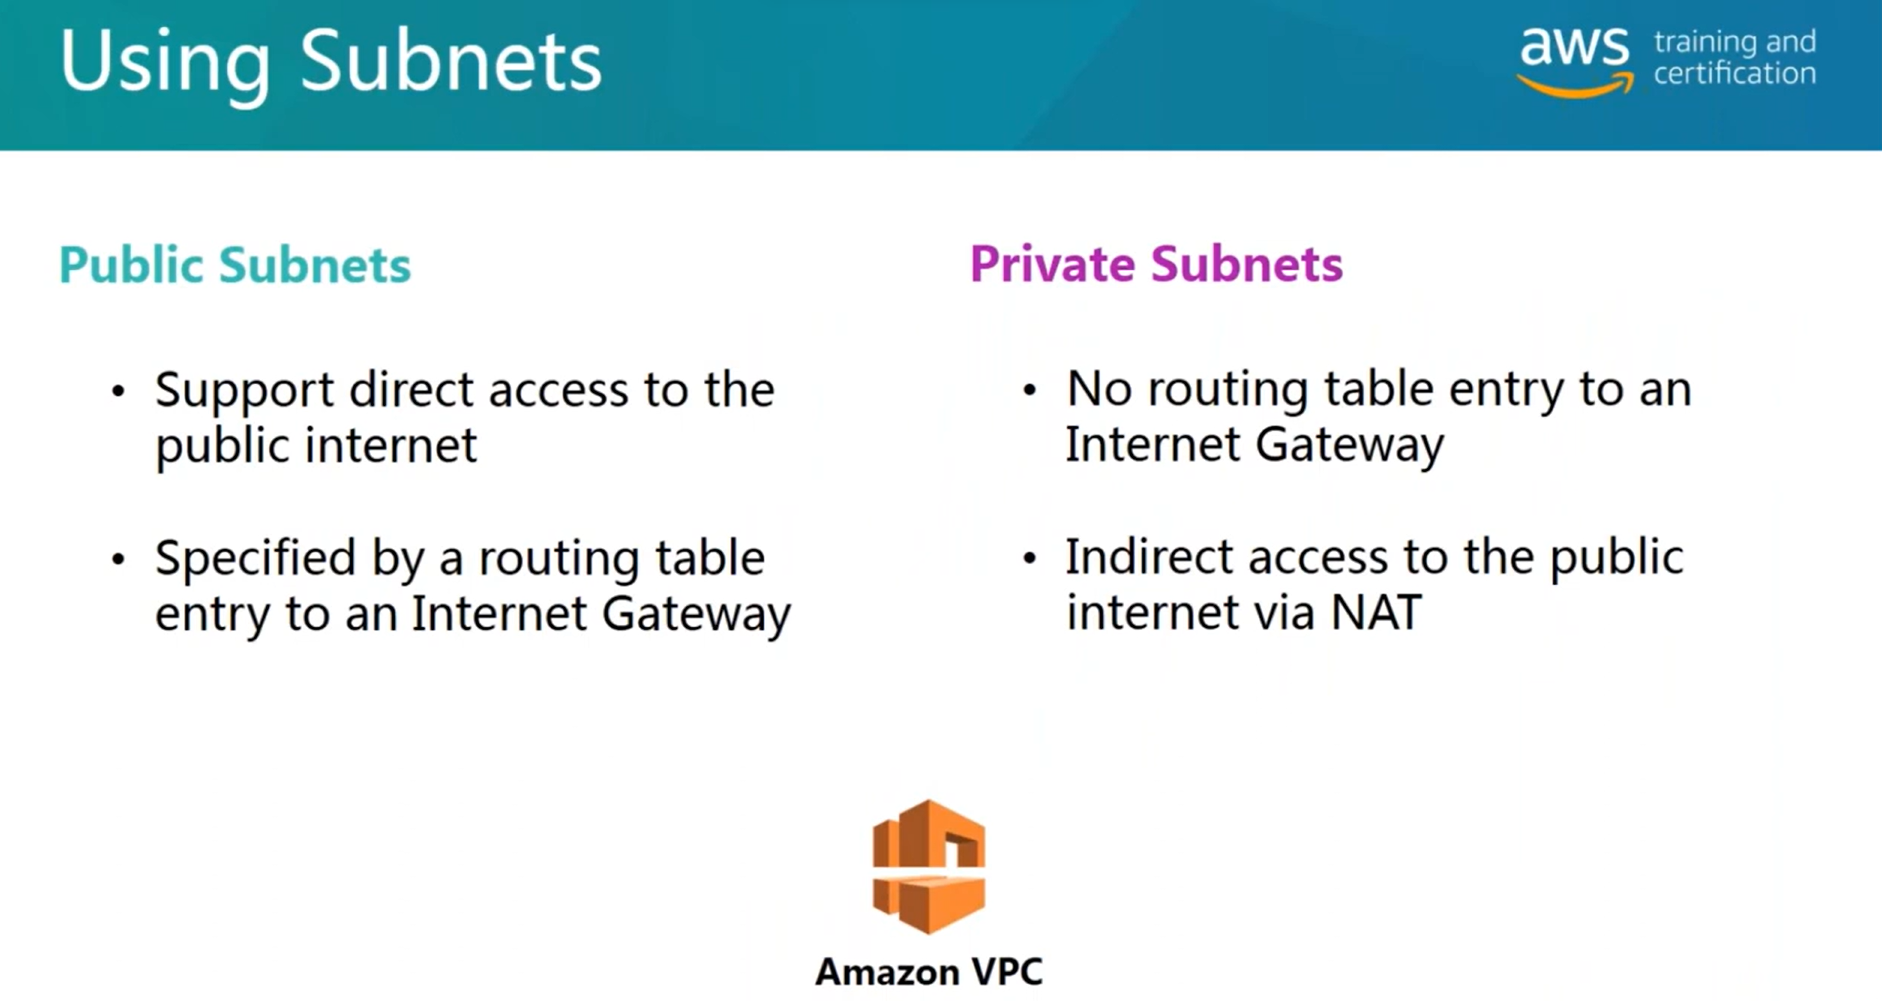 Using Subnets
aws training and
certification
Public Subnets
• Support direct access to the
public internet
• Specified by a routing table
entry to an Internet Gateway
Private Subnets
• No routing table entry to an
Internet Gateway
• Indirect access to the public
internet via NAT
Amazon VPC